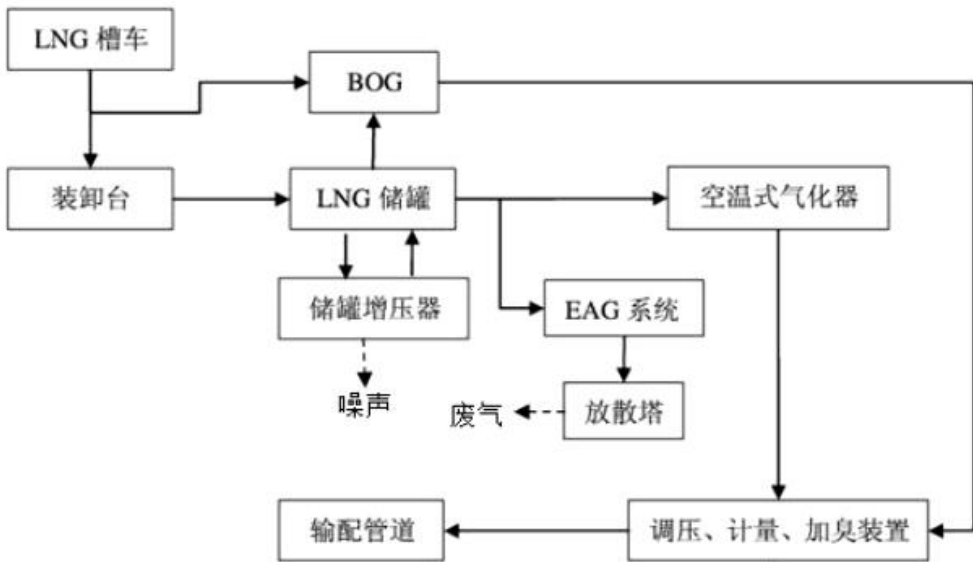 LNG 槽车
BOG
装卸台
LNG 储罐
空温式气化器
储罐增压器
EAG 系统
噪声
废气
放散塔
输配管道
调压、计量、加臭装置